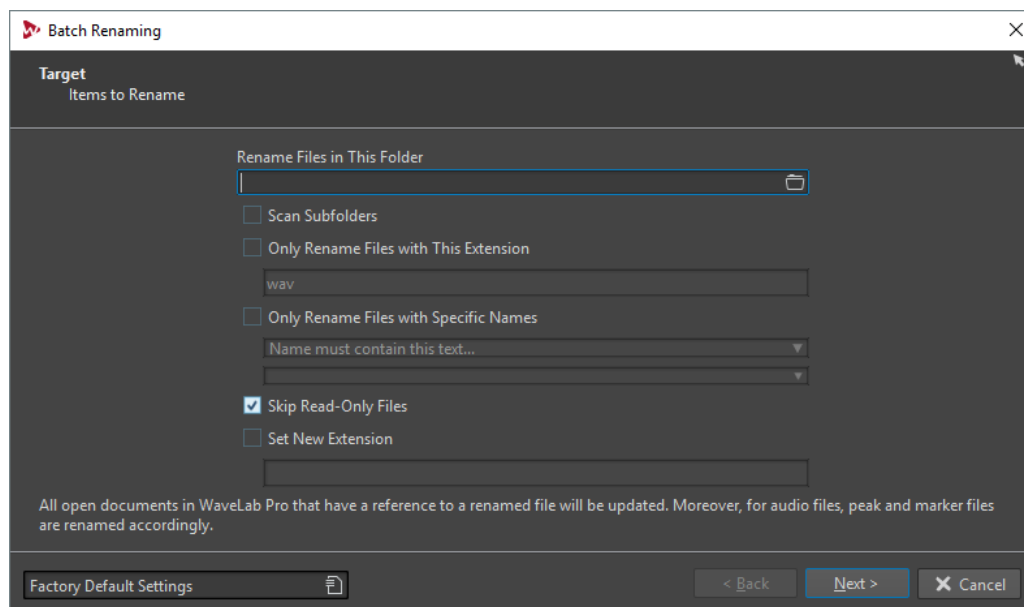 Batch Renaming
Target
Items to Rename
Rename Files in This Folder
Scan Subfolders
Only Rename Files with This Extension
wav
Only Rename Files with Specific Names
Name must contain this text...
Skip Read-Only Files
Set New Extension
All open documents in WaveLab Pro that have a reference to a renamed file will be updated. Moreover, for audio files, peak and marker files
are renamed accordingly.
Factory Default Settings
< Back
Next >
Cancel